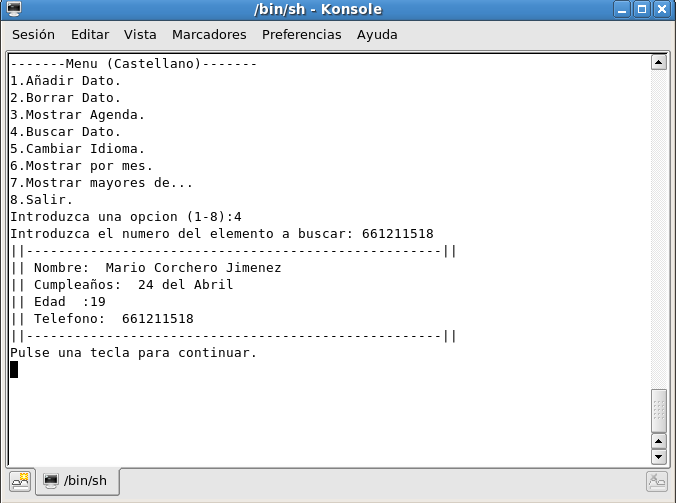 /bin/sh - Konsole
Sesión Editar Vista Marcadores Preferencias Ayuda
-------Menu (Castellano)-------
1.Añadir Dato.
2.Borrar Dato.
3.Mostrar Agenda.
4.Buscar Dato.
5.Cambiar Idioma.
6.Mostrar por mes.
7.Mostrar mayores de...
8.Salir.
Introduzca una opcion (1-8):4
Introduzca el numero del elemento a buscar: 661211518
||----------------------------------------------------||
|| Nombre:  Mario Corchero Jimenez
|| Cumpleaños:  24 del Abril
|| Edad  :19
|| Telefono:  661211518
||----------------------------------------------------||
Pulse una tecla para continuar.
/bin/sh